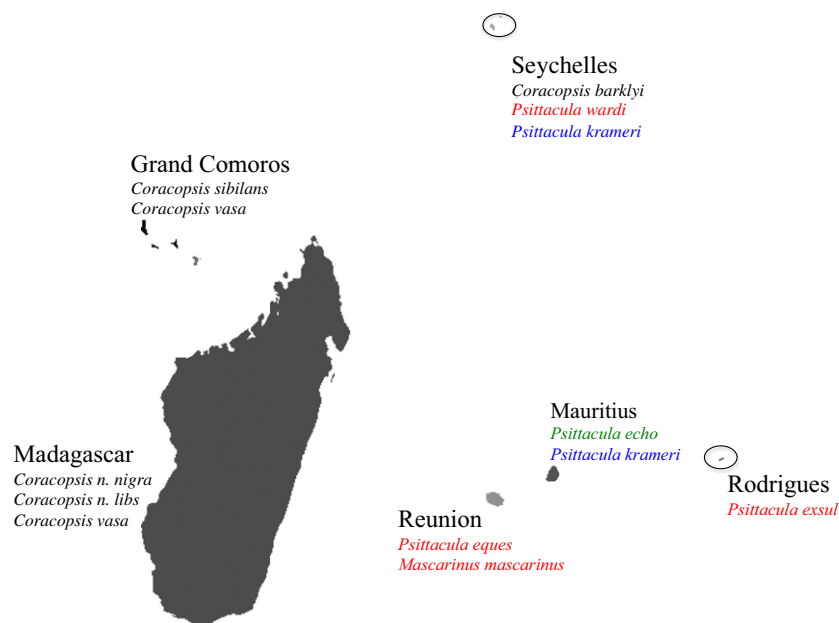 Seychelles
Coracopsis barklyi
Psittacula wardi
Psittacula krameri
Grand Comoros
Coracopsis sibilans
Coracopsis vasa
Mauritius
Psittacula echo
Psittacula krameri
Madagascar
Coracopsis n. nigra
Coracopsis n. libs
Coracopsis vasa
Rodrigues
Psittacula exsul
Reunion
Psittacula eques
Mascarinus mascarinus